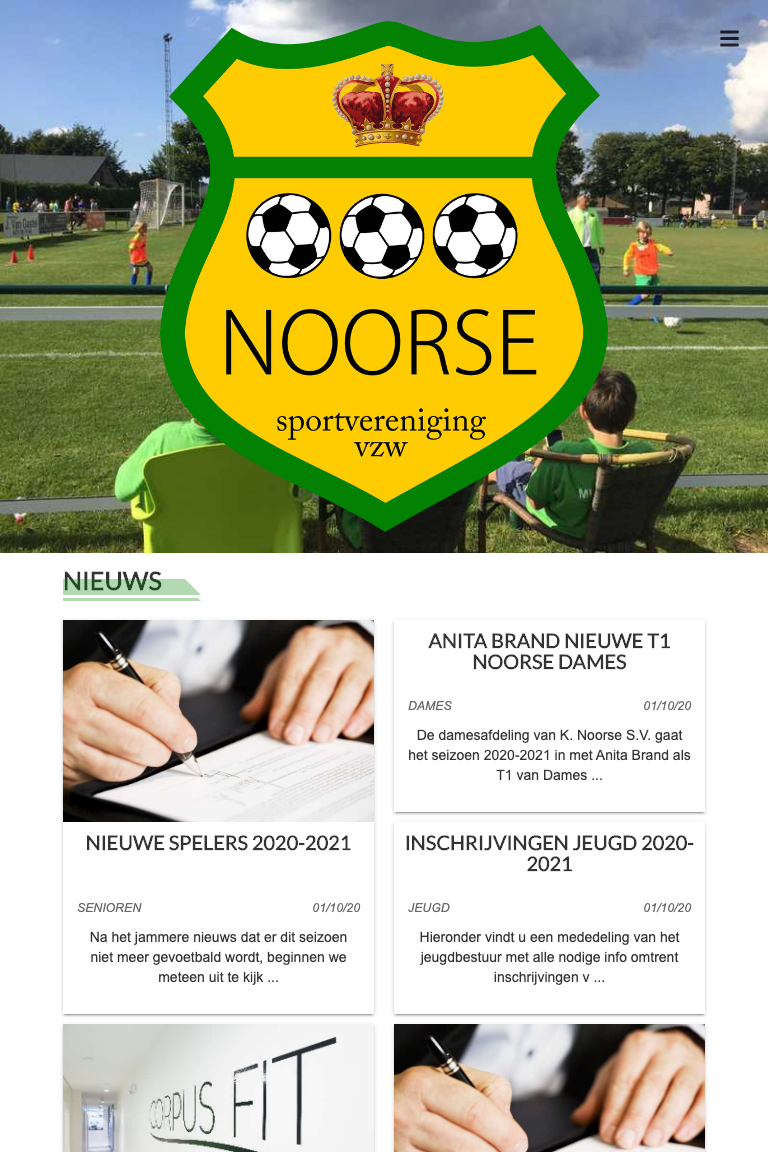 J. Van Gastel
NOORSE
sportvereniging
vzw
NIEUWS
NIEUWE SPELERS 2020-2021
SENIOREN 01/10/20
Na het jammere nieuws dat er dit seizoen
niet meer gevoetbald wordt, beginnen we
meteen uit te kijk ...
ANITA BRAND NIEUWE T1
NOORSE DAMES
DAMES 01/10/20
De damesafdeling van K. Noorse S.V. gaat
het seizoen 2020-2021 in met Anita Brand als
T1 van Dames ...
INSCHRIJVINGEN JEUGD 2020-
2021
JEUGD 01/10/20
Hieronder vindt u een mededeling van het
jeugdbestuur met alle nodige info omtrent
inschrijvingen v ...
CORPUS FIT